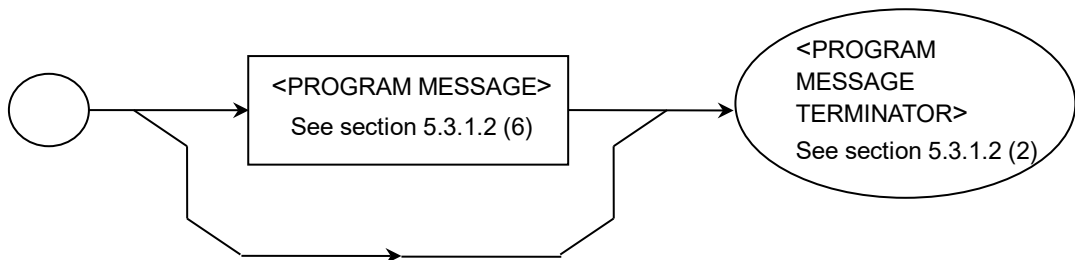 <PROGRAM MESSAGE>
See section 5.3.1.2 (6)
<PROGRAM
MESSAGE
TERMINATOR>
See section 5.3.1.2 (2)